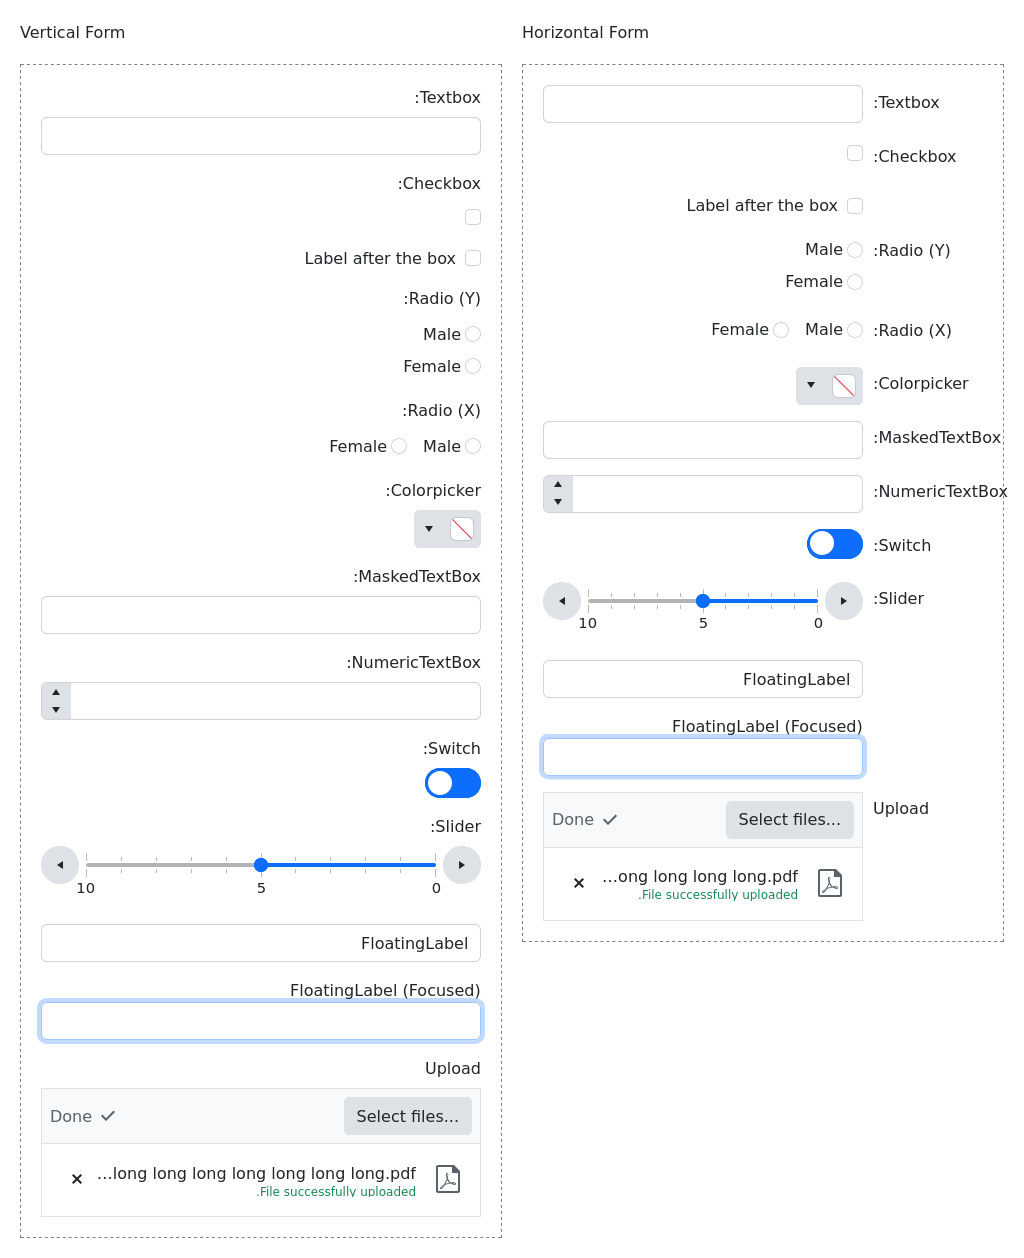 Vertical Form
:Textbox
:Checkbox
Label after the box
:Radio (Y)
Male
Female
:Radio (X)
Female Male
:Colorpicker
:MaskedTextBox
:NumericTextBox
:Switch
:Slider
10 5 0
FloatingLabel
FloatingLabel (Focused)
Upload
Done Select files...
...long long long long long long long.pdf
.File successfully uploaded
Horizontal Form
:Textbox
:Checkbox
Label after the box
Male :Radio (Y)
Female
Female Male :Radio (X)
:Colorpicker
:MaskedTextBox
:NumericTextBox
:Switch
:Slider
10 5 0
FloatingLabel
FloatingLabel (Focused)
Upload
Done Select files...
...ong long long long.pdf
.File successfully uploaded